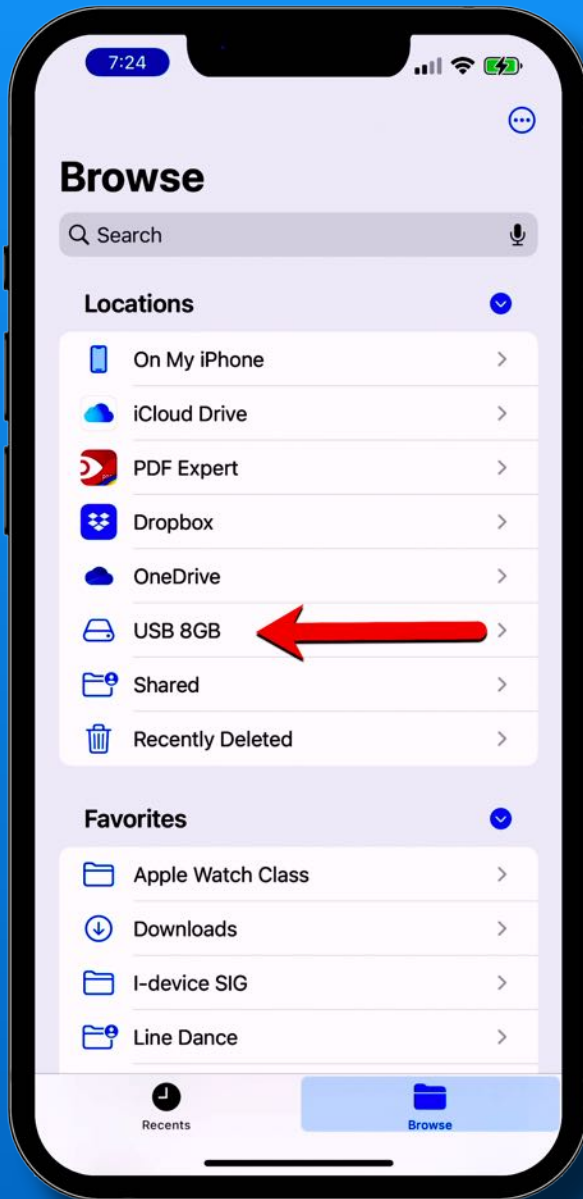 7:24
Browse
Search
Locations
On My iPhone
iCloud Drive
PDF Expert
Dropbox
OneDrive
USB 8GB
Shared
Recently Deleted
Favorites
Apple Watch Class
Downloads
I-device SIG
Line Dance
Recents
Browse